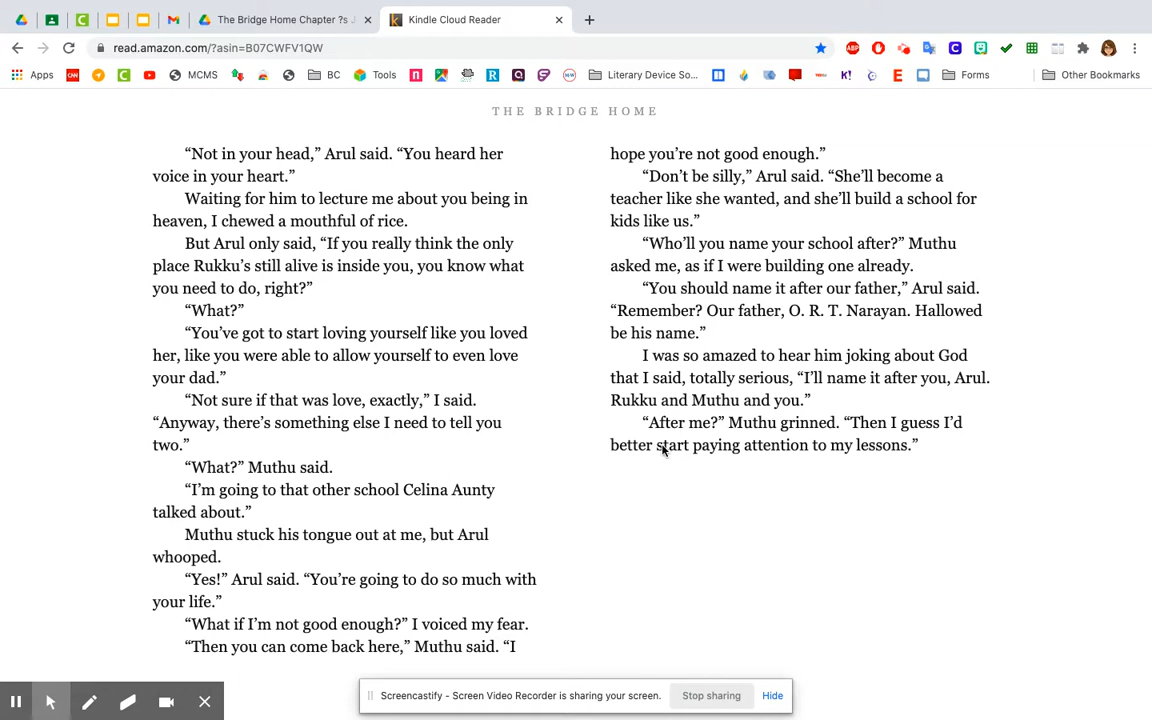 The Bridge Home Chapter ?s .
Kindle Cloud Reader
read.amazon.com/?asin=B07CWFV1QW
Apps
MCMS
BC
Tools
Literary Device So...
Forms
Other Bookmarks
THE BRIDGE HOME
“Not in your head,” Arul said. “You heard her
voice in your heart.”
Waiting for him to lecture me about you being in
heaven, I chewed a mouthful of rice.
But Arul only said, “If you really think the only
place Rukku’s still alive is inside you, you know what
you need to do, right?”
“What?”
“You’ve got to start loving yourself like you loved
her, like you were able to allow yourself to even love
your dad.”
“Not sure if that was love, exactly,” I said.
“Anyway, there’s something else I need to tell you
two.”
“What?” Muthu said.
“I’m going to that other school Celina Aunty
talked about.”
Muthu stuck his tongue out at me, but Arul
whooped.
“Yes!” Arul said. “You’re going to do so much with
your life.”
“What if I’m not good enough?” I voiced my fear.
“Then you can come back here,” Muthu said. “I
hope you’re not good enough.”
“Don’t be silly,” Arul said. “She’ll become a
teacher like she wanted, and she’ll build a school for
kids like us.”
“Who’ll you name your school after?” Muthu
asked me, as if I were building one already.
“You should name it after our father,” Arul said.
“Remember? Our father, O. R. T. Narayan. Hallowed
be his name.”
I was so amazed to hear him joking about God
that I said, totally serious, “I’ll name it after you, Arul.
Rukku and Muthu and you.”
“After me?” Muthu grinned. “Then I guess I’d
better start paying attention to my lessons.”
Screencastify - Screen Video Recorder is sharing your screen.
Stop sharing
Hide